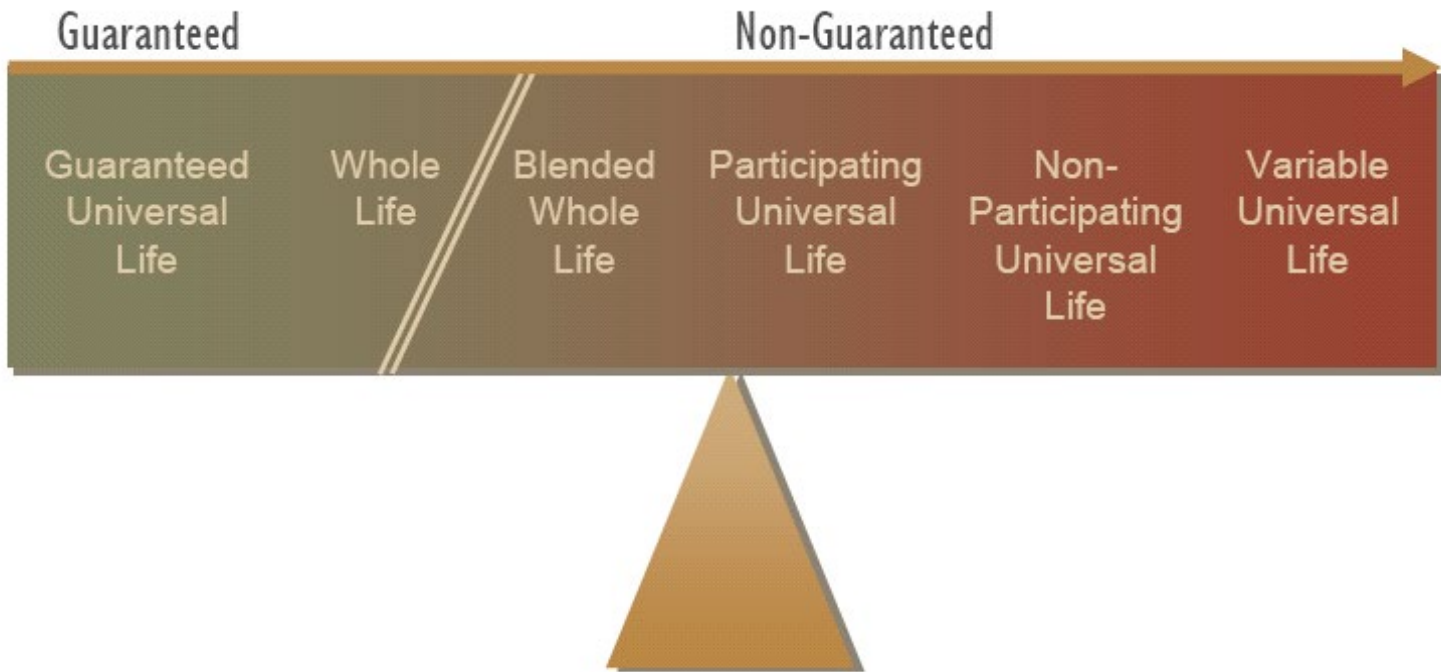 Guaranteed
Non-Guaranteed
Guaranteed
Universal
Life
Whole
Life
Blended
Whole
Life
Participating
Universal
Life
Non-
Participating
Universal
Life
Variable
Universal
Life